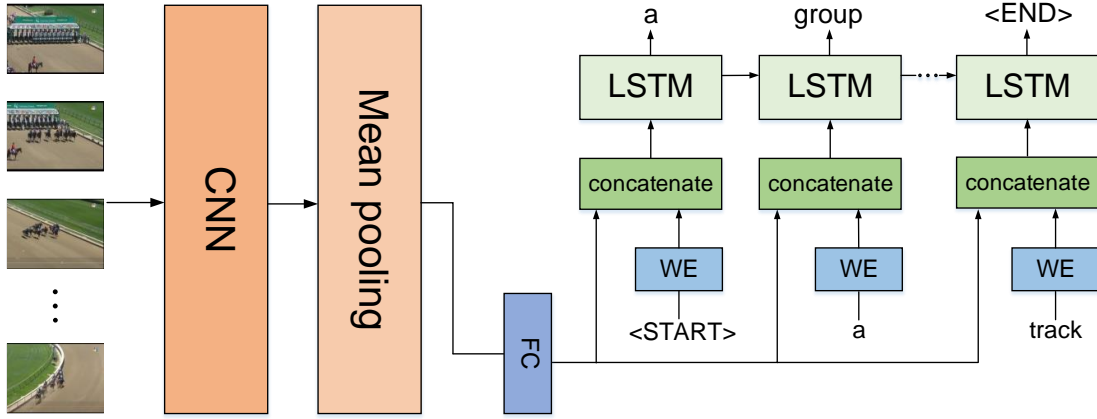 a
group
<END>
LSTM
LSTM
LSTM
concatenate
concatenate
concatenate
CNN
Mean pooling
WE
WE
WE
FC
<START>
a
track